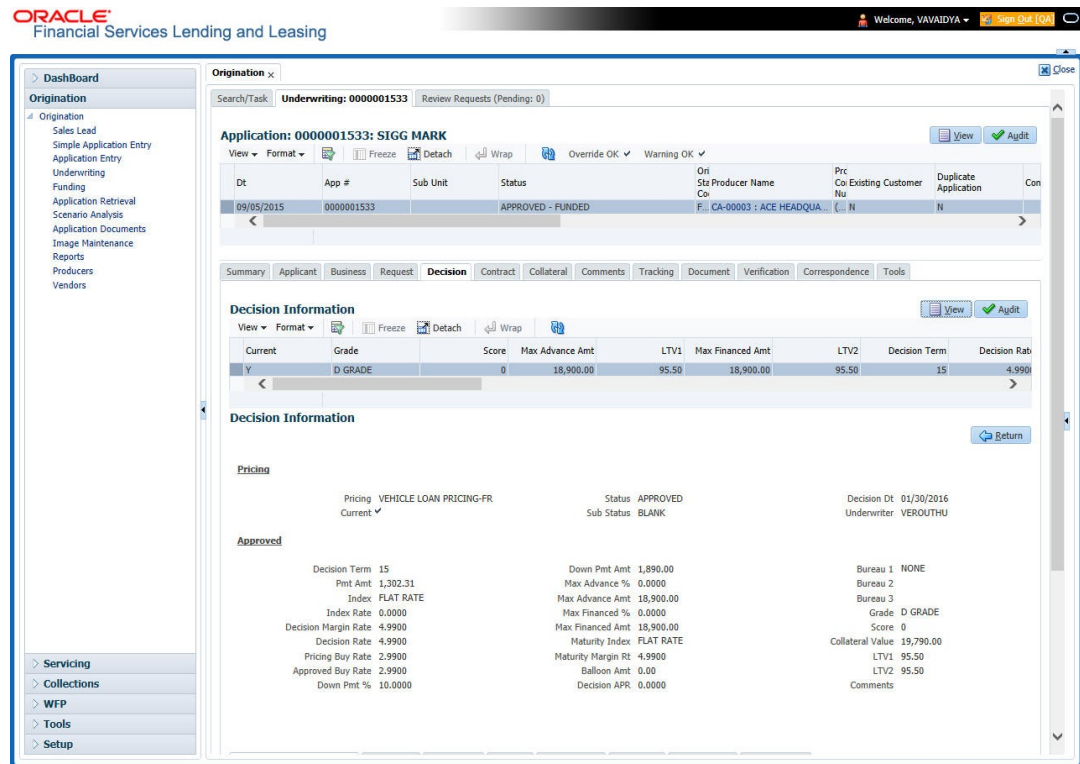 ORACLE®
Financial Services Lending and Leasing
Welcome, VAVAIDYA
Sign Out [QA]
Close
DashBoard
Origination
Origination
Sales Lead
Simple Application Entry
Application Entry
Underwriting
Funding
Application Retrieval
Scenario Analysis
Application Documents
Image Maintenance
Reports
Producers
Vendors
Servicing
Collections
WFP
Tools
Setup
Origination
Search/Task Underwriting: 0000001533 Review Requests (Pending: 0)
Application: 0000001533: SIGG MARK
View Audit
View Format Freeze Detach Wrap Override OK Warning OK
Dt App # Sub Unit Status Ori Sta Co Producer Name Prc Co Nu Existing Customer Duplicate Application Con
09/05/2015 0000001533 APPROVED - FUNDED F... CA-00003 : ACE HEADQUA... (... N N
Summary Applicant Business Request Decision Contract Collateral Comments Tracking Document Verification Correspondence Tools
Decision Information
View Audit
View Format Freeze Detach Wrap
Current Grade Score Max Advance Amt LTV1 Max Financed Amt LTV2 Decision Term Decision Rat
Y D GRADE 0 18,900.00 95.50 18,900.00 95.50 15 4.990
Decision Information
Return
Pricing
Pricing VEHICLE LOAN PRICING-FR Status APPROVED Decision Dt 01/30/2016
Current Sub Status BLANK Underwriter VEROUTHU
Approved
Decision Term 15 Down Pmt Amt 1,890.00 Bureau 1 NONE
Pmt Amt 1,302.31 Max Advance % 0.0000 Bureau 2
Index FLAT RATE Max Advance Amt 18,900.00 Bureau 3
Index Rate 0.0000 Max Financed % 0.0000 Grade D GRADE
Decision Margin Rate 4.9900 Max Financed Amt 18,900.00 Score 0
Decision Rate 4.9900 Maturity Index FLAT RATE Collateral Value 19,790.00
Pricing Buy Rate 2.9900 Maturity Margin Rt 4.9900 LTV1 95.50
Approved Buy Rate 2.9900 Balloon Amt 0.00 LTV2 95.50
Down Pmt % 10.0000 Decision APR 0.0000 Comments